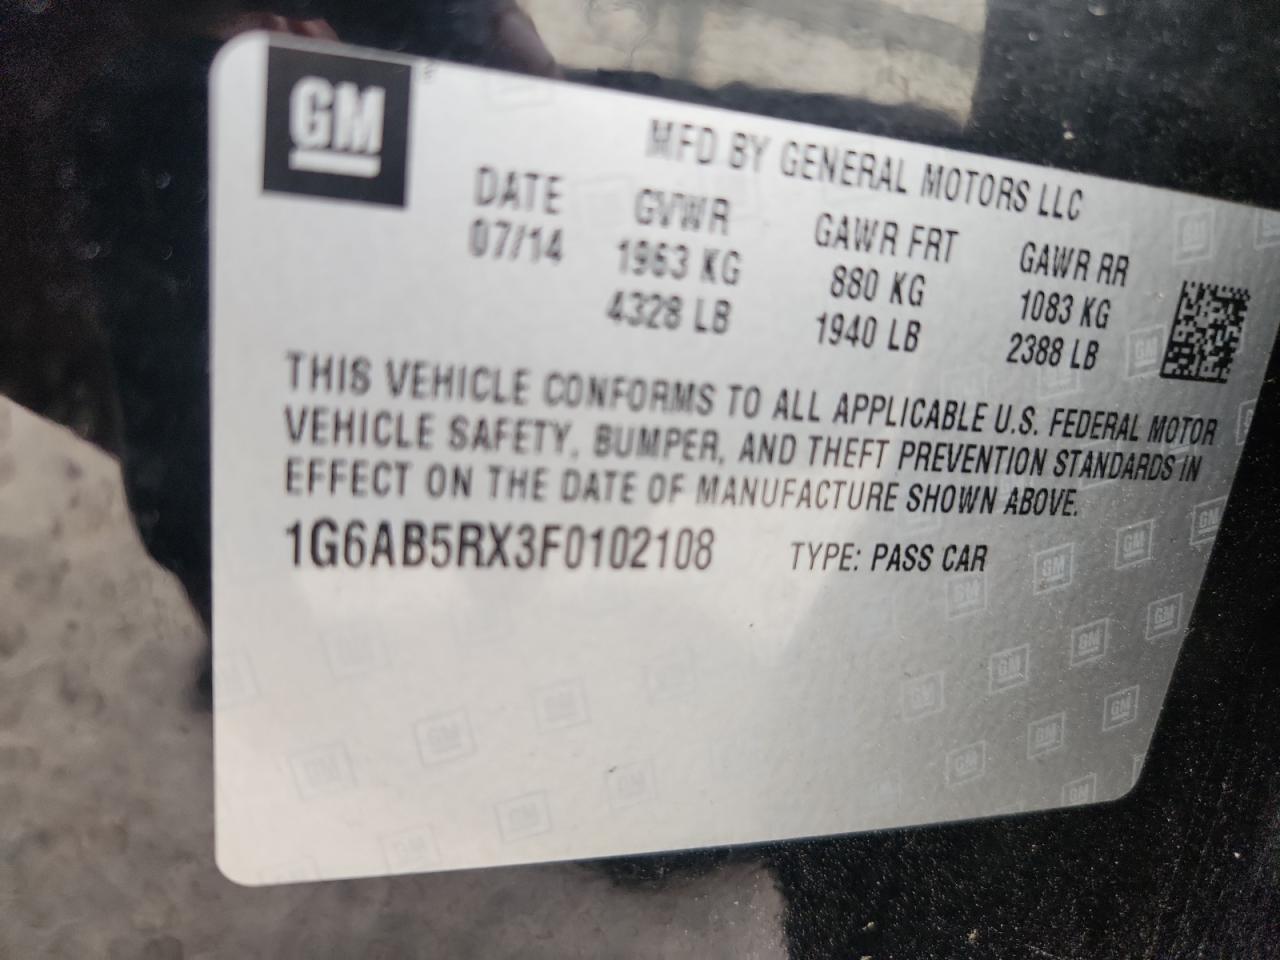 GM
MFD BY GENERAL MOTORS LLC
DATE GVWR GAWR FRT GAWR RR
07/14 1963 KG 880 KG 1083 KG
4328 LB 1940 LB 2388 LB
THIS VEHICLE CONFORMS TO ALL APPLICABLE U.S. FEDERAL MOTOR
VEHICLE SAFETY, BUMPER, AND THEFT PREVENTION STANDARDS IN
EFFECT ON THE DATE OF MANUFACTURE SHOWN ABOVE.
1G6AB5RX3F0102108 TYPE: PASS CAR